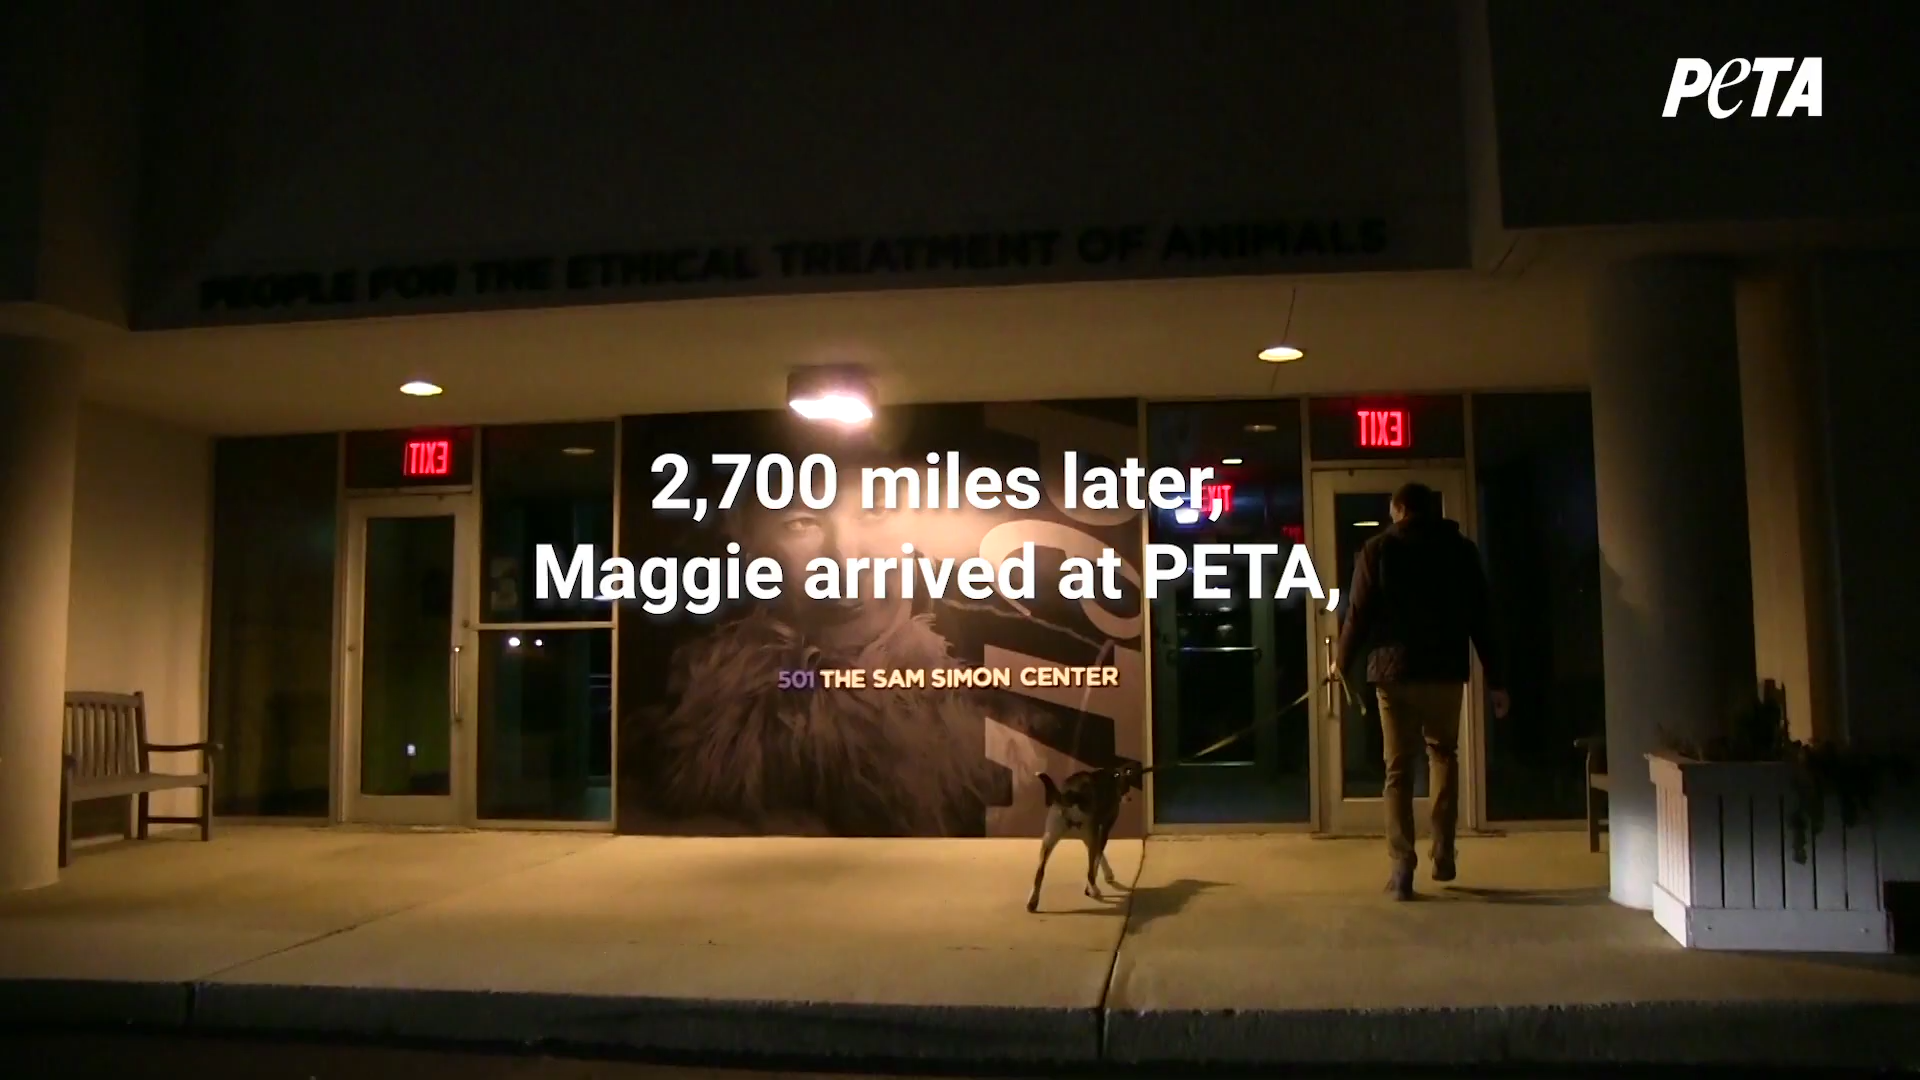 PETA
PEOPLE FOR THE ETHICAL TREATMENT OF ANIMALS
EXIT
EXIT
2,700 miles later,
EXIT
Maggie arrived at PETA,
501 THE SAM SIMON CENTER